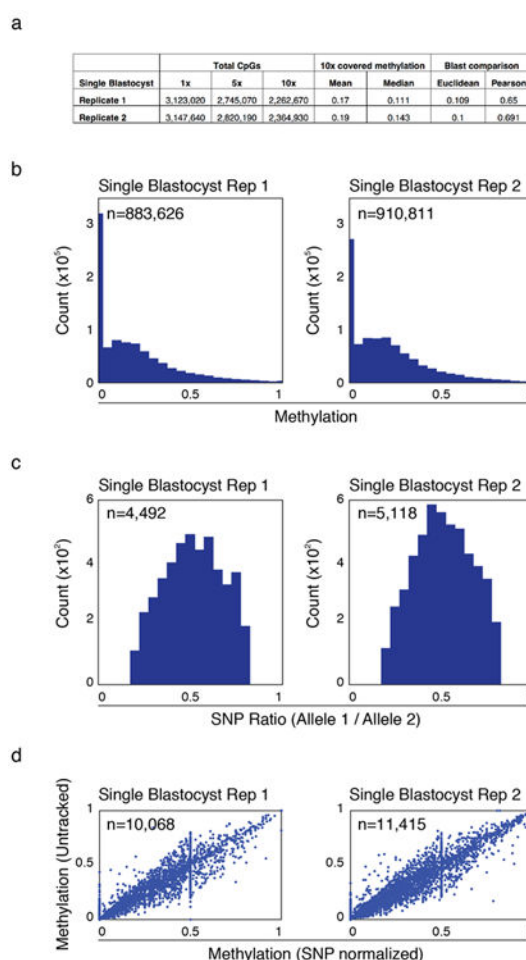 a
Total CpGs 10x covered methylation Blast comparison
Single Blastocyst 1x 5x 10x Mean Median Euclidean Pearson
Replicate 1 3,123,020 2,745,070 2,262,670 0.17 0.111 0.109 0.65
Replicate 2 3,147,640 2,820,190 2,364,930 0.19 0.143 0.1 0.691
b
Single Blastocyst Rep 1 Single Blastocyst Rep 2
n=883,626 n=910,811
Count (x10⁵) Count (x10⁵)
3 3
2 2
1 1
0 0
0 0.5 1 0 0.5
Methylation
c
Single Blastocyst Rep 1 Single Blastocyst Rep 2
n=4,492 n=5,118
Count (x10²) Count (x10²)
6 6
4 4
2 2
0 0
0 0.5 1 0 0.5
SNP Ratio (Allele 1 / Allele 2)
d
Single Blastocyst Rep 1 Single Blastocyst Rep 2
n=10,068 n=11,415
Methylation (Untracked)
1 1
0.5 0.5
0 0
0 0.5 1 0 0.5
Methylation (SNP normalized)